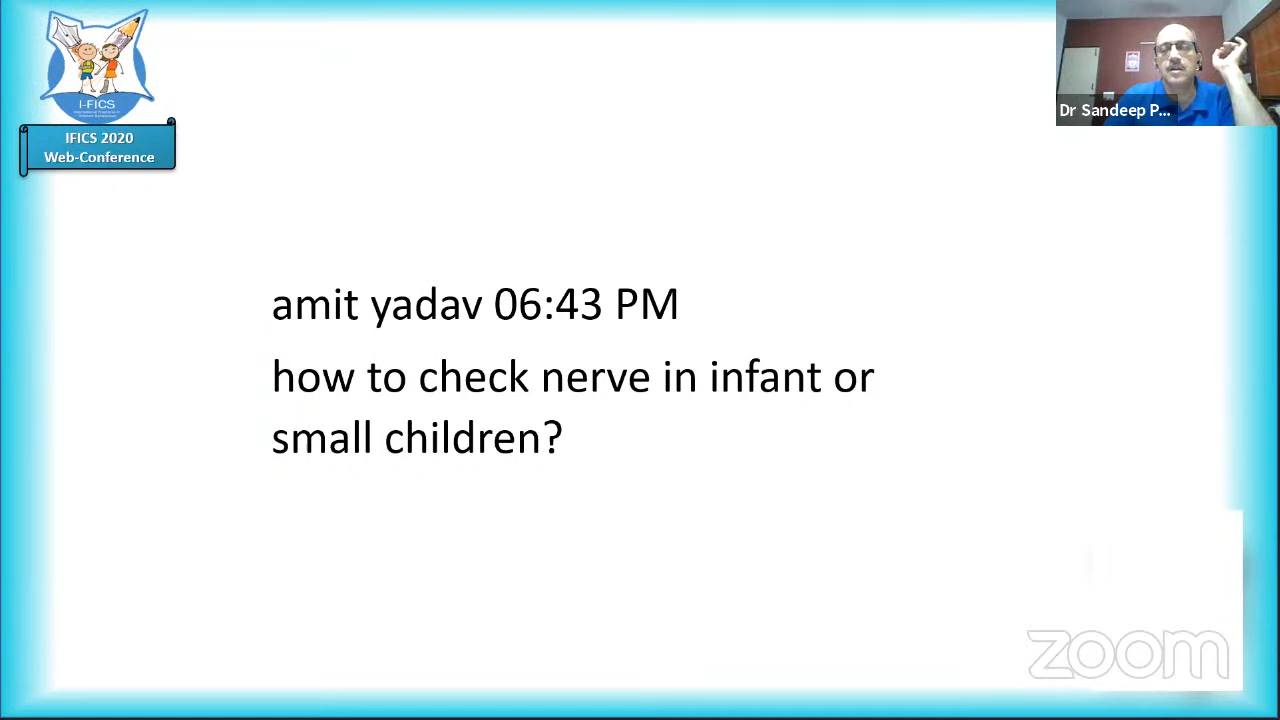 I-FICS
IFICS 2020
Web-Conference
Dr Sandeep P...
amit yadav 06:43 PM
how to check nerve in infant or
small children?
zoom